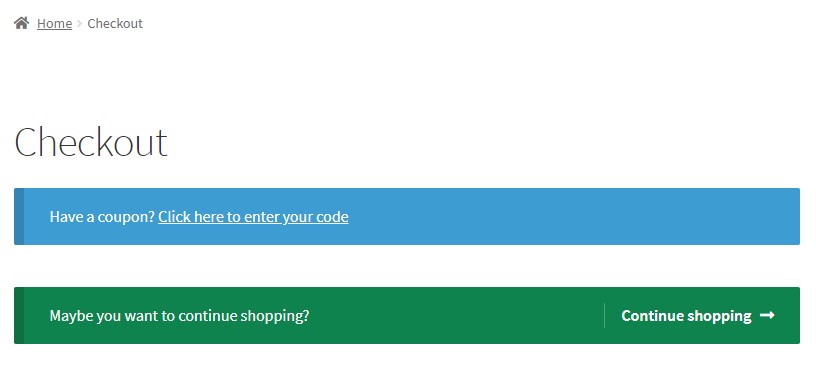 Home › Checkout
Checkout
Have a coupon? Click here to enter your code
Maybe you want to continue shopping? Continue shopping →